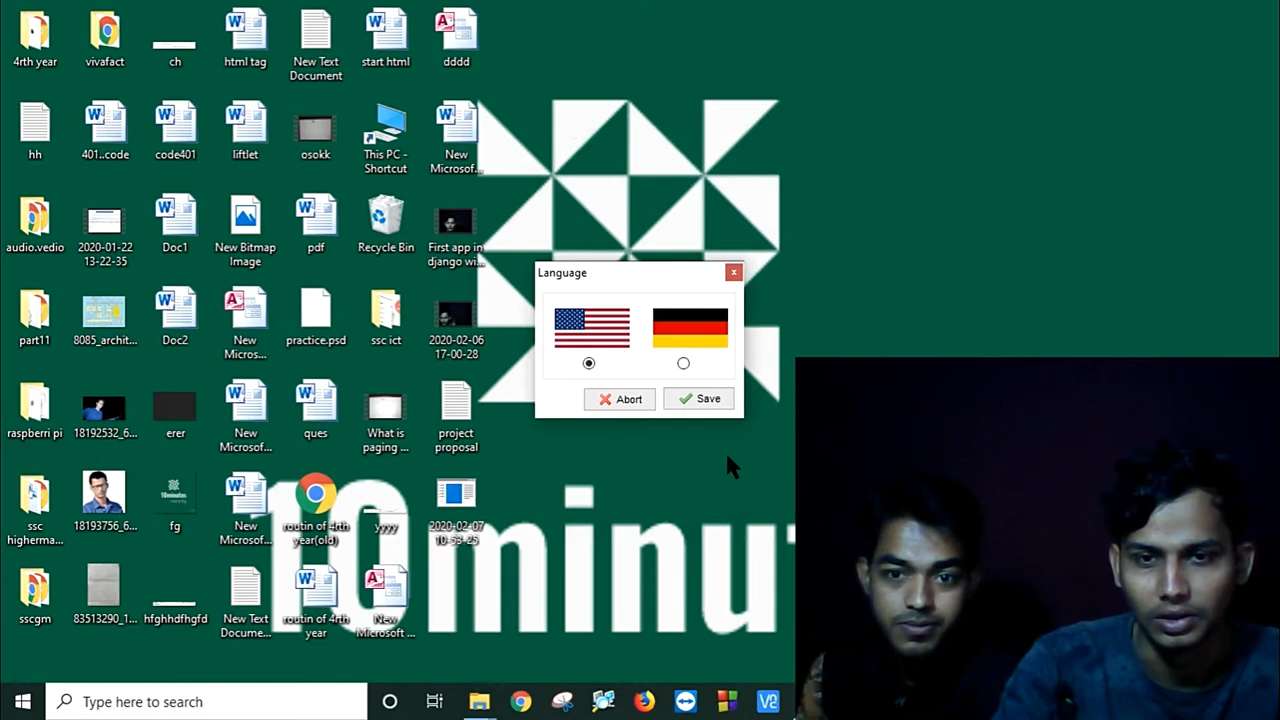 4rth year
vivafact
ch
html tag
New Text
Document
start html
dddd
hh
401..code
code401
liftlet
osokk
This PC -
Shortcut
New
Microsof...
audio.vedio
2020-01-22
13-22-35
Doc1
New Bitmap
Image
pdf
Recycle Bin
First app in
django wi...
part11
8085_archit...
Doc2
New
Micros...
practice.psd
ssc ict
2020-02-06
17-00-28
raspberri pi
18192532_6...
erer
New
Microsof...
ques
What is
paging ...
project
proposal
ssc
higherma...
18193756_6...
fg
New
Microsof...
routin of 4rth
year(old)
yyyy
2020-02-07
10-53-25
sscgm
83513290_1...
hfghhdfhgfd
New Text
Docume...
routin of 4rth
year
New
Microsoft ...
Language
Abort
Save
10minu
Type here to search